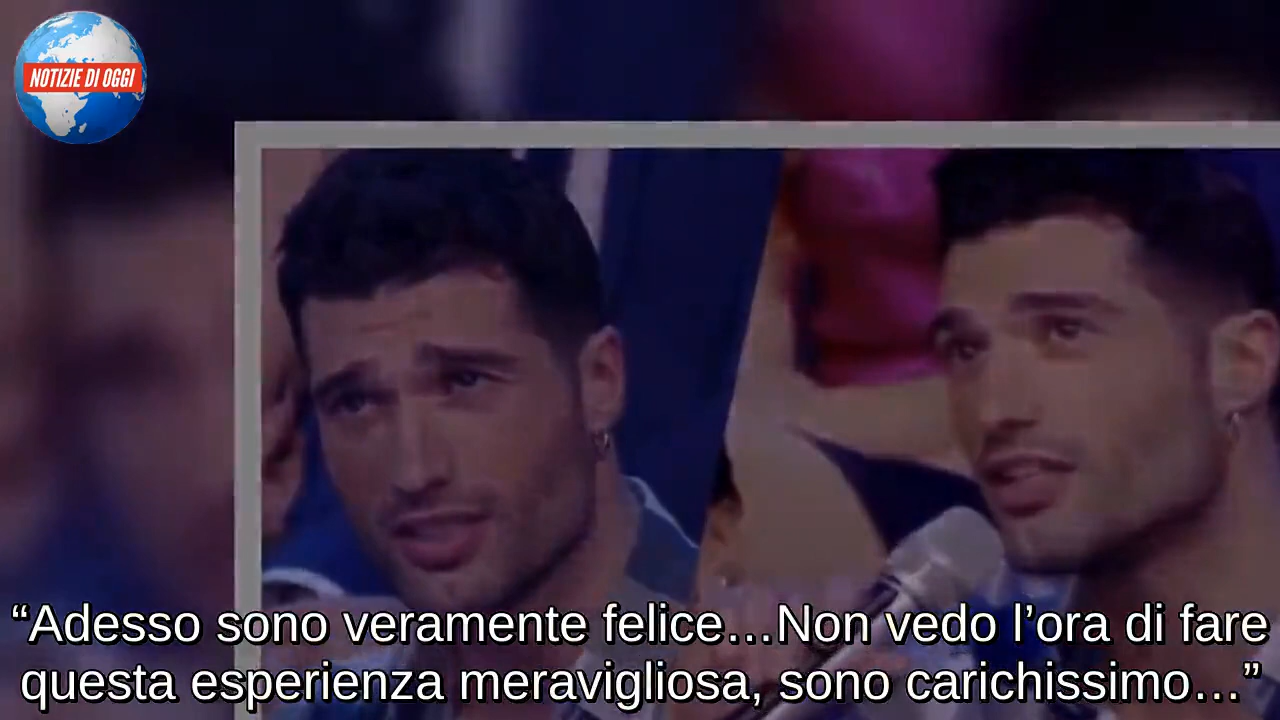 NOTIZIE DI OGGI
“Adesso sono veramente felice…Non vedo l’ora di fare
questa esperienza meravigliosa, sono carichissimo…”